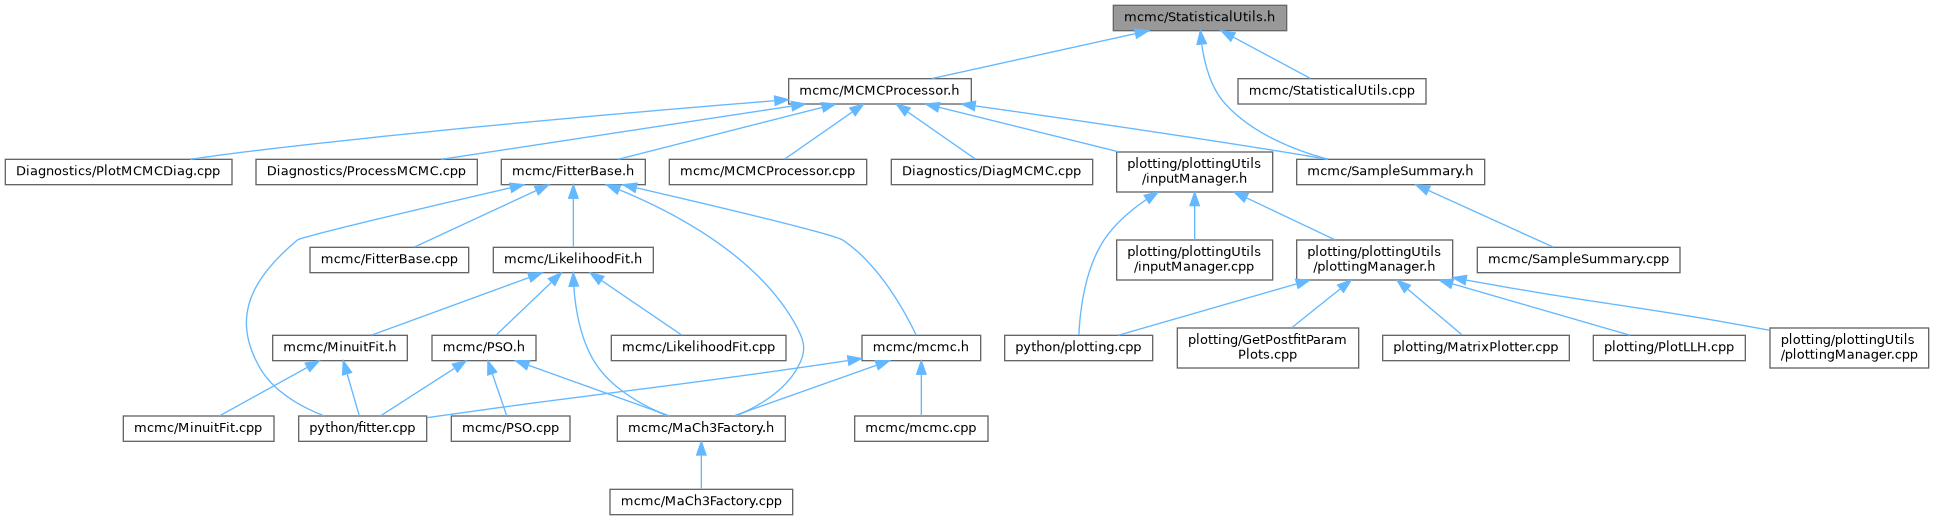 mcmc/StatisticalUtils.h
mcmc/MCMCProcessor.h
mcmc/StatisticalUtils.cpp
Diagnostics/PlotMCMCDiag.cpp
Diagnostics/ProcessMCMC.cpp
mcmc/FitterBase.h
mcmc/MCMCProcessor.cpp
Diagnostics/DiagMCMC.cpp
plotting/plottingUtils
/inputManager.h
mcmc/SampleSummary.h
mcmc/FitterBase.cpp
mcmc/LikelihoodFit.h
plotting/plottingUtils
/inputManager.cpp
plotting/plottingUtils
/plottingManager.h
mcmc/SampleSummary.cpp
mcmc/MinuitFit.h
mcmc/PSO.h
mcmc/LikelihoodFit.cpp
mcmc/mcmc.h
python/plotting.cpp
plotting/GetPostfitParam
Plots.cpp
plotting/MatrixPlotter.cpp
plotting/PlotLLH.cpp
plotting/plottingUtils
/plottingManager.cpp
mcmc/MinuitFit.cpp
python/fitter.cpp
mcmc/PSO.cpp
mcmc/MaCh3Factory.h
mcmc/mcmc.cpp
mcmc/MaCh3Factory.cpp